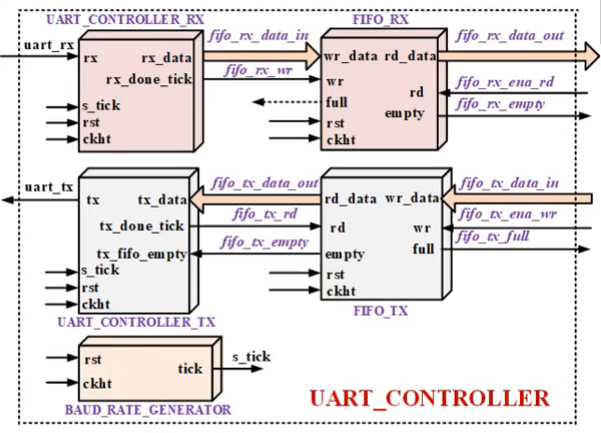 UART_CONTROLLER_RX
FIFO_RX
uart_rx
fifo_rx_data_in
fifo_rx_data_out
rx
rx_data
wr_data
rd_data
rx_done_tick
fifo_rx_wr
wr
rd
fifo_rx_ena_rd
s_tick
full
empty
fifo_rx_empty
rst
rst
ckht
ckht
uart_tx
fifo_tx_data_out
fifo_tx_data_in
tx
tx_data
rd_data
wr_data
tx_done_tick
fifo_tx_rd
rd
wr
fifo_tx_ena_wr
tx_fifo_empty
fifo_tx_empty
empty
full
fifo_tx_full
s_tick
rst
rst
ckht
ckht
UART_CONTROLLER_TX
FIFO_TX
rst
tick
s_tick
ckht
BAUD_RATE_GENERATOR
UART_CONTROLLER